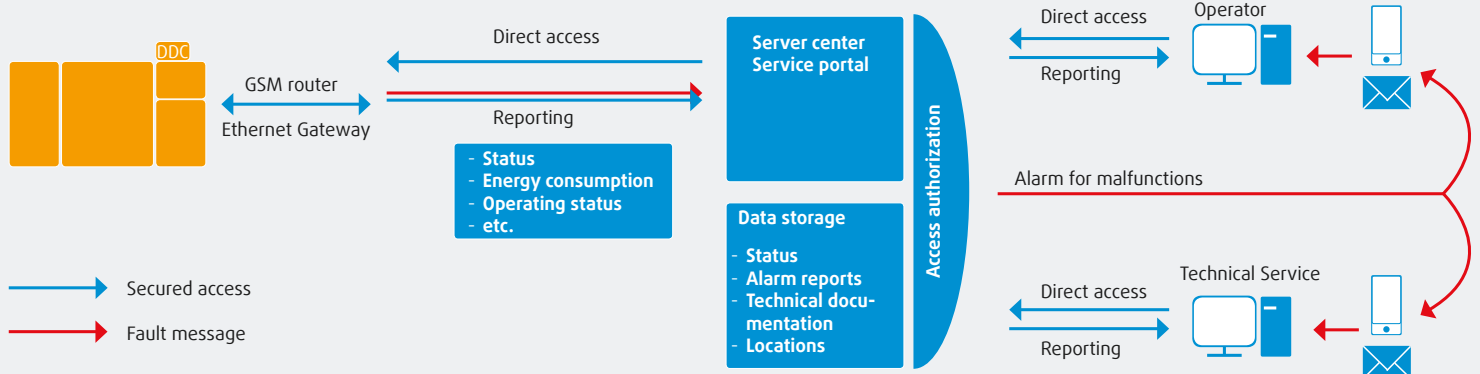 DDC
GSM router
Ethernet Gateway
Direct access
Reporting
- Status
- Energy consumption
- Operating status
- etc.
Secured access
Fault message
Server center
Service portal
Data storage
- Status
- Alarm reports
- Technical docu-
mentation
- Locations
Access authorization
Direct access
Reporting
Operator
Alarm for malfunctions
Technical Service
Direct access
Reporting